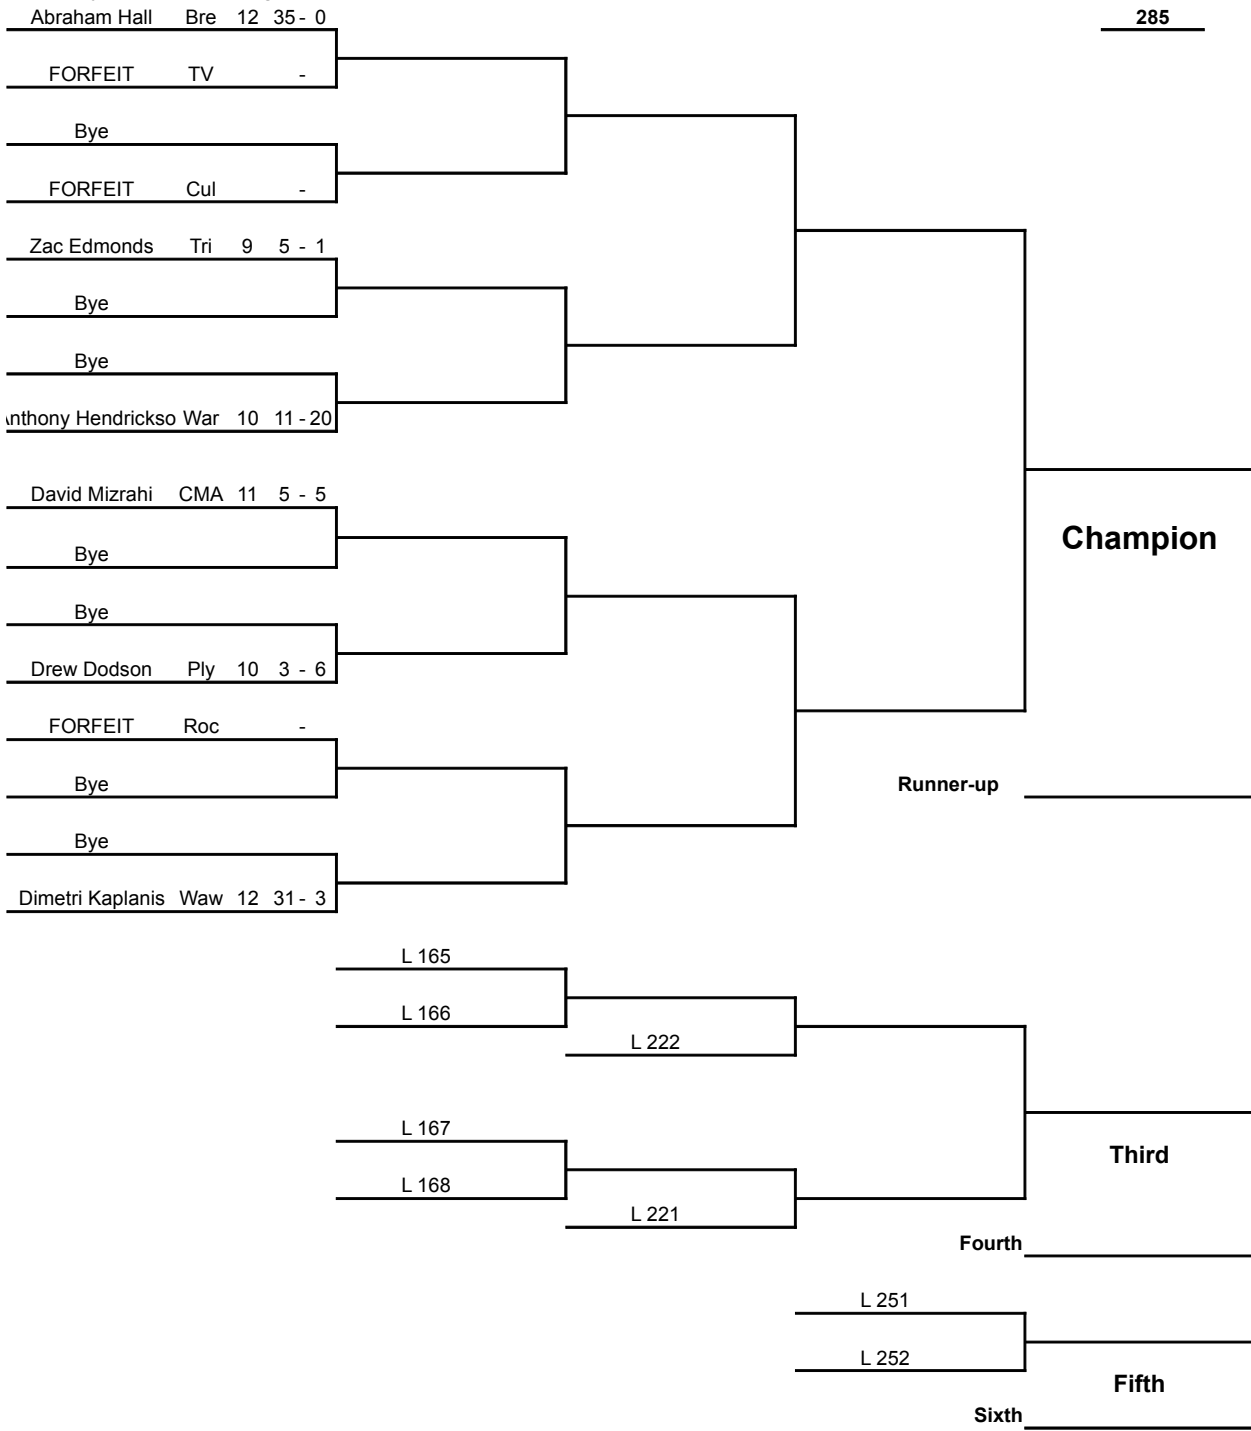 Abraham Hall Bre 12 35 - 0
285
FORFEIT TV -
Bye
FORFEIT Cul -
Zac Edmonds Tri 9 5 - 1
Bye
Bye
Anthony Hendrickso War 10 11 - 20
David Mizrahi CMA 11 5 - 5
Champion
Bye
Bye
Drew Dodson Ply 10 3 - 6
FORFEIT Roc -
Bye
Runner-up
Bye
Dimetri Kaplanis Waw 12 31 - 3
L 165
L 166
L 222
L 167
Third
L 168
L 221
Fourth
L 251
L 252
Fifth
Sixth